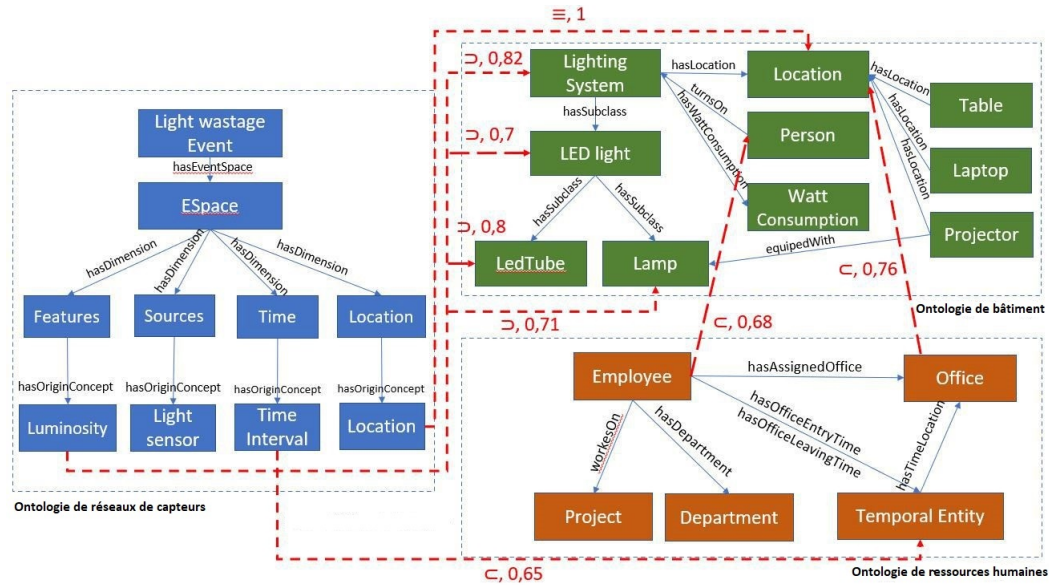 ≡, 1
⊃, 0,82
Lighting
System
hasLocation
Location
hasLocation
Table
turnsOn
hasWattConsumption
hasSubclass
hasLocation
hasLocation
Person
Light wastage
Event
⊃, 0,7
LED light
Laptop
hasEventSpace
ESpace
hasSubclass
hasSubclass
Watt
Consumption
⊃, 0,8
Projector
equipedWith
LedTube
Lamp
⊂, 0,76
hasDimension
hasDimension
hasDimension
hasDimension
Features
Sources
Time
Location
Ontologie de bâtiment
⊃, 0,71
⊂, 0,68
hasOriginConcept
hasOriginConcept
hasOriginConcept
hasOriginConcept
Employee
hasAssignedOffice
Office
Luminosity
Light
sensor
Time
Interval
Location
workesOn
hasDepartment
hasOfficeEntryTime
hasOfficeLeavingTime
hasTimeLocation
Ontologie de réseaux de capteurs
Project
Department
Temporal Entity
⊂, 0,65
Ontologie de ressources humaines